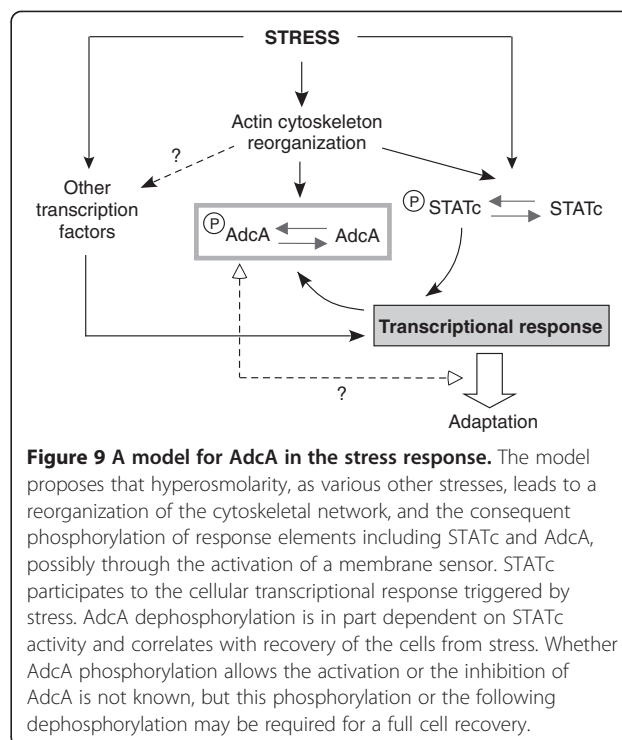 STRESS
Actin cytoskeleton
reorganization
?
Other
transcription
factors
P AdcA AdcA
P STATc STATc
Transcriptional response
?
Adaptation
Figure 9 A model for AdcA in the stress response. The model
proposes that hyperosmolarity, as various other stresses, leads to a
reorganization of the cytoskeletal network, and the consequent
phosphorylation of response elements including STATc and AdcA,
possibly through the activation of a membrane sensor. STATc
participates to the cellular transcriptional response triggered by
stress. AdcA dephosphorylation is in part dependent on STATc
activity and correlates with recovery of the cells from stress. Whether
AdcA phosphorylation allows the activation or the inhibition of
AdcA is not known, but this phosphorylation or the following
dephosphorylation may be required for a full cell recovery.